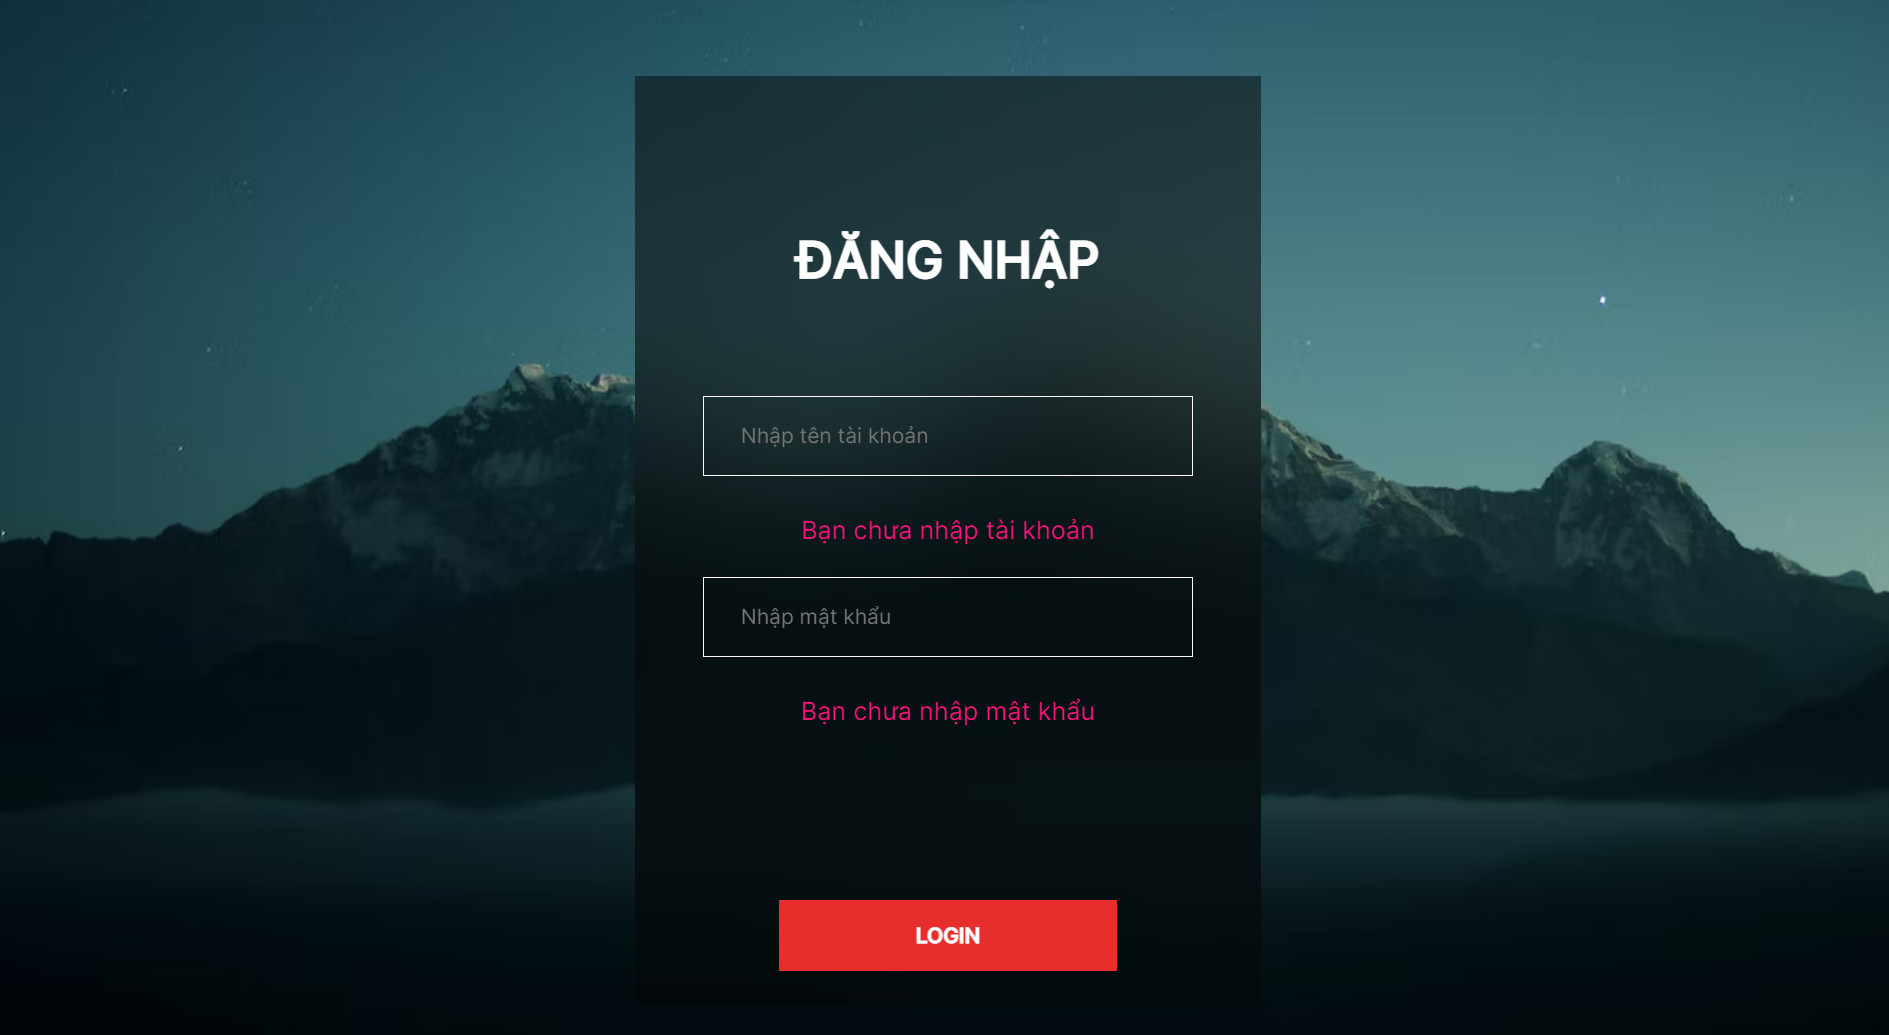 ĐĂNG NHẬP
Nhập tên tài khoản
Bạn chưa nhập tài khoản
Nhập mật khẩu
Bạn chưa nhập mật khẩu
LOGIN